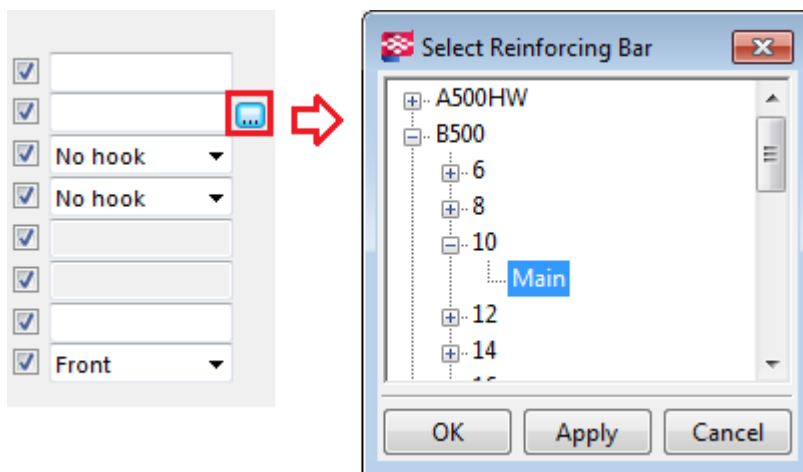 No hook
No hook
Front
...
Select Reinforcing Bar
A500HW
B500
6
8
10
Main
12
14
OK
Apply
Cancel